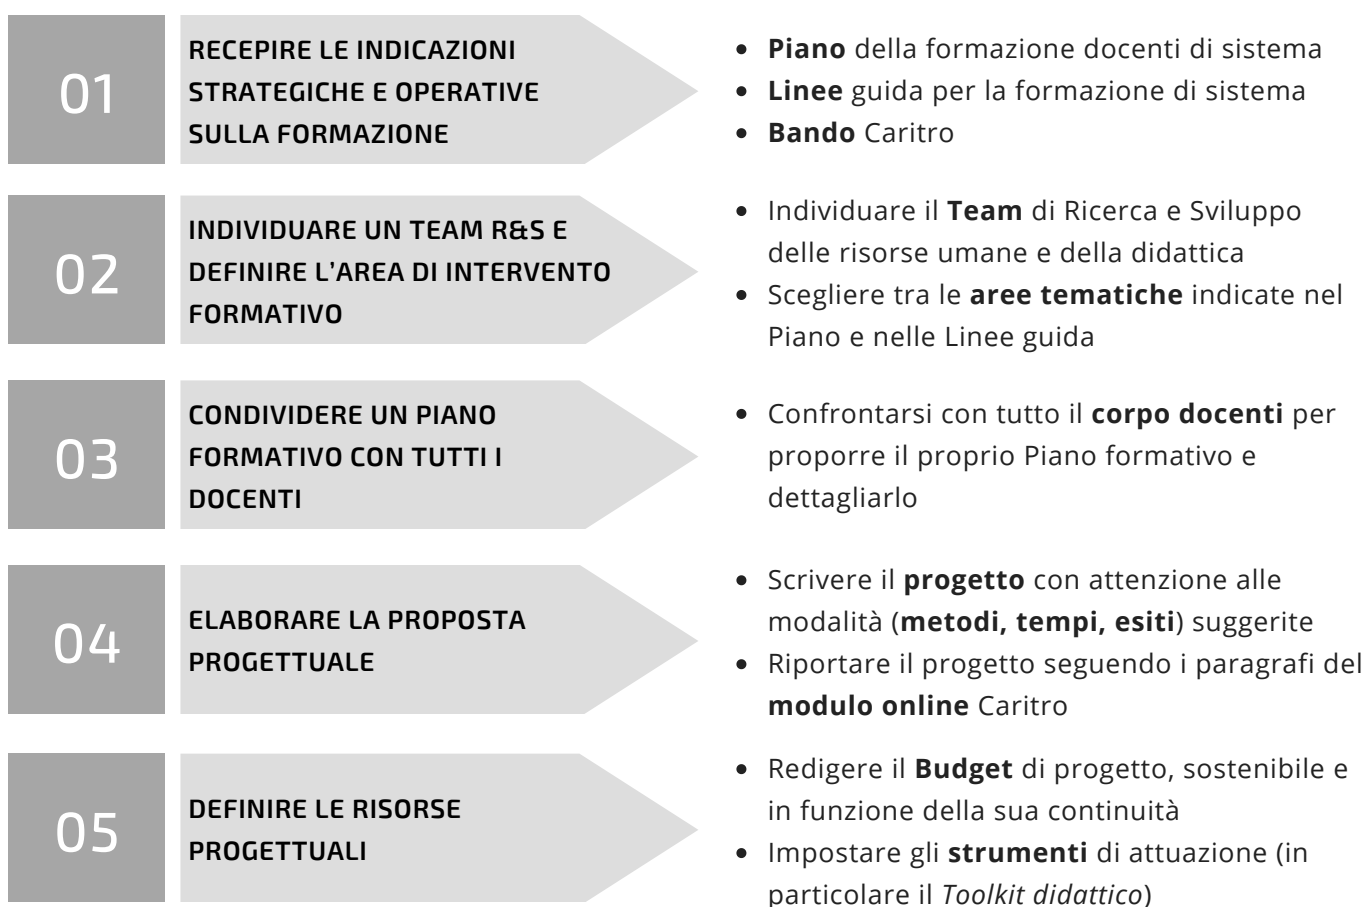 01
RECEPIRE LE INDICAZIONI
STRATEGICHE E OPERATIVE
SULLA FORMAZIONE
• Piano della formazione docenti di sistema
• Linee guida per la formazione di sistema
• Bando Caritro
02
INDIVIDUARE UN TEAM R&S E
DEFINIRE L'AREA DI INTERVENTO
FORMATIVO
• Individuare il Team di Ricerca e Sviluppo
delle risorse umane e della didattica
• Scegliere tra le aree tematiche indicate nel
Piano e nelle Linee guida
03
CONDIVIDERE UN PIANO
FORMATIVO CON TUTTI I
DOCENTI
• Confrontarsi con tutto il corpo docenti per
proporre il proprio Piano formativo e
dettagliarlo
04
ELABORARE LA PROPOSTA
PROGETTUALE
• Scrivere il progetto con attenzione alle
modalità (metodi, tempi, esiti) suggerite
• Riportare il progetto seguendo i paragrafi del
modulo online Caritro
05
DEFINIRE LE RISORSE
PROGETTUALI
• Redigere il Budget di progetto, sostenibile e
in funzione della sua continuità
• Impostare gli strumenti di attuazione (in
particolare il Toolkit didattico)